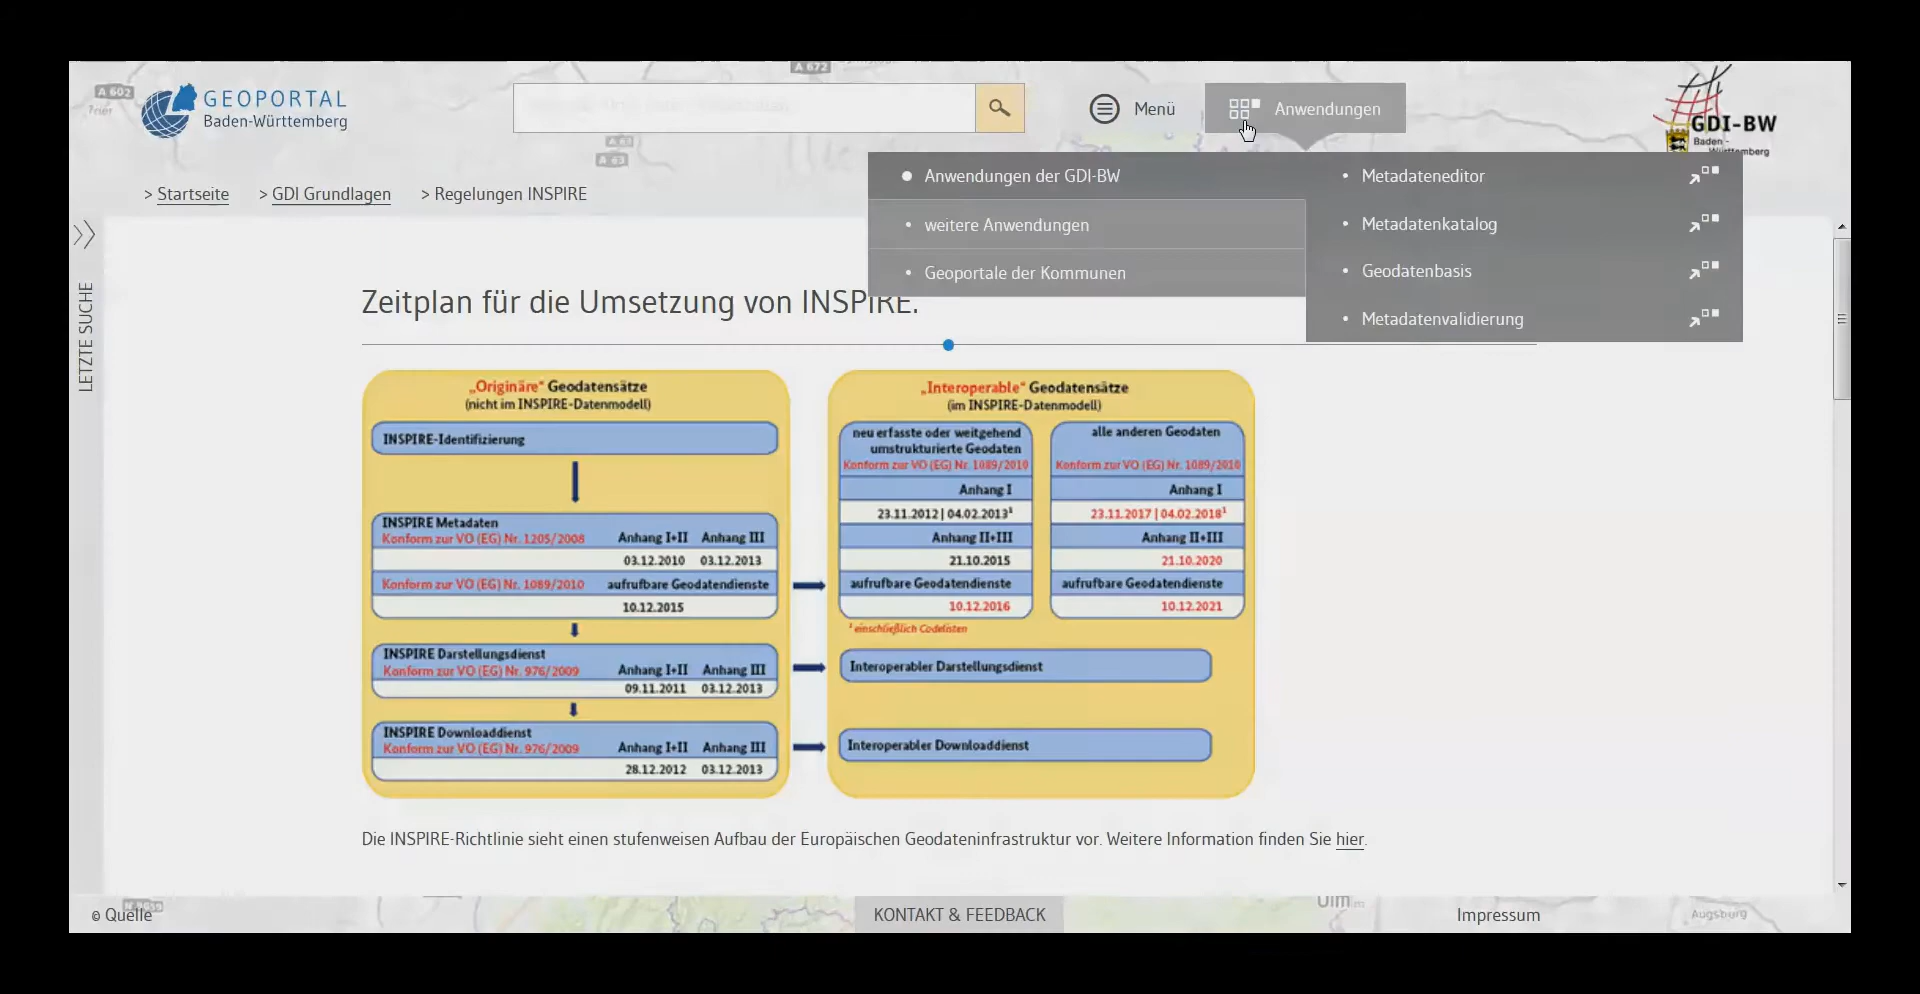 A 672
A 602
Trier
GEOPORTAL
Baden-Württemberg
Menü
Anwendungen
GDI-BW
Baden-
Württemberg
A 63
> Startseite > GDI Grundlagen > Regelungen INSPIRE
• Anwendungen der GDI-BW
• weitere Anwendungen
• Geoportale der Kommunen
• Metadateneditor
• Metadatenkatalog
• Geodatenbasis
• Metadatenvalidierung
LETZTE SUCHE
Zeitplan für die Umsetzung von INSPIRE.
„Originäre“ Geodatensätze
(nicht im INSPIRE-Datenmodell)
INSPIRE-Identifizierung
INSPIRE Metadaten
Konform zur VO (EG) Nr. 1205/2008 Anhang I+II Anhang III
03.12.2010 03.12.2013
Konform zur VO (EG) Nr. 1089/2010 aufrufbare Geodatendienste
10.12.2015
INSPIRE Darstellungsdienst
Konform zur VO (EG) Nr. 976/2009 Anhang I+II Anhang III
09.11.2011 03.12.2013
INSPIRE Downloaddienst
Konform zur VO (EG) Nr. 976/2009 Anhang I+II Anhang III
28.12.2012 03.12.2013
„Interoperable“ Geodatensätze
(im INSPIRE-Datenmodell)
neu erfasste oder weitgehend
umstrukturierte Geodaten
Konform zur VO (EG) Nr. 1089/2010
Anhang I
23.11.2012 | 04.02.2013¹
Anhang II+III
21.10.2015
aufrufbare Geodatendienste
10.12.2016
alle anderen Geodaten
Konform zur VO (EG) Nr. 1089/2010
Anhang I
23.11.2017 | 04.02.2018¹
Anhang II+III
21.10.2020
aufrufbare Geodatendienste
10.12.2021
¹ einschließlich Codelisten
Interoperabler Darstellungsdienst
Interoperabler Downloaddienst
Die INSPIRE-Richtlinie sieht einen stufenweisen Aufbau der Europäischen Geodateninfrastruktur vor. Weitere Information finden Sie hier.
© Quelle
KONTAKT & FEEDBACK
Ulm
Impressum
Augsburg